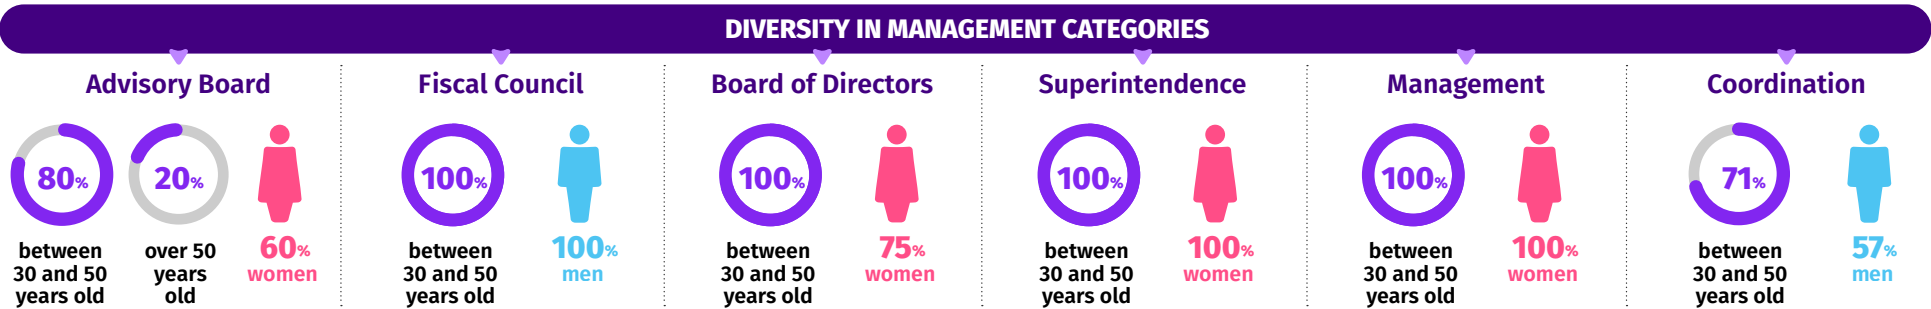 DIVERSITY IN MANAGEMENT CATEGORIES
Advisory Board
80%
between
30 and 50
years old
20%
over 50
years
old
60%
women
Fiscal Council
100%
between
30 and 50
years old
100%
men
Board of Directors
100%
between
30 and 50
years old
75%
women
Superintendence
100%
between
30 and 50
years old
100%
women
Management
100%
between
30 and 50
years old
100%
women
Coordination
71%
between
30 and 50
years old
57%
men